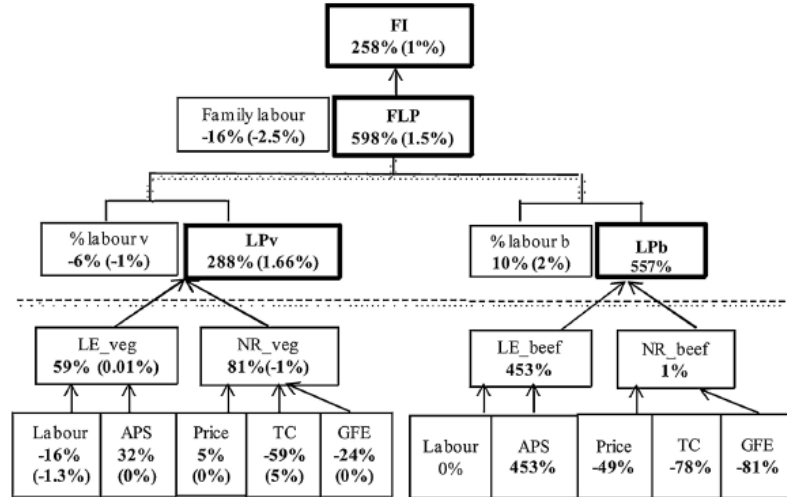 FI
258% (1°%)
Family labour
-16% (-2.5%)
FLP
598% (1.5%)
% labour v
-6% (-1%)
LPv
288% (1.66%)
% labour b
10% (2%)
LPb
557%
LE_veg
59% (0.01%)
NR_veg
81%(-1%)
LE_beef
453%
NR_beef
1%
Labour
-16%
(-1.3%)
APS
32%
(0%)
Price
5%
(0%)
TC
-59%
(5%)
GFE
-24%
(0%)
Labour
0%
APS
453%
Price
-49%
TC
-78%
GFE
-81%